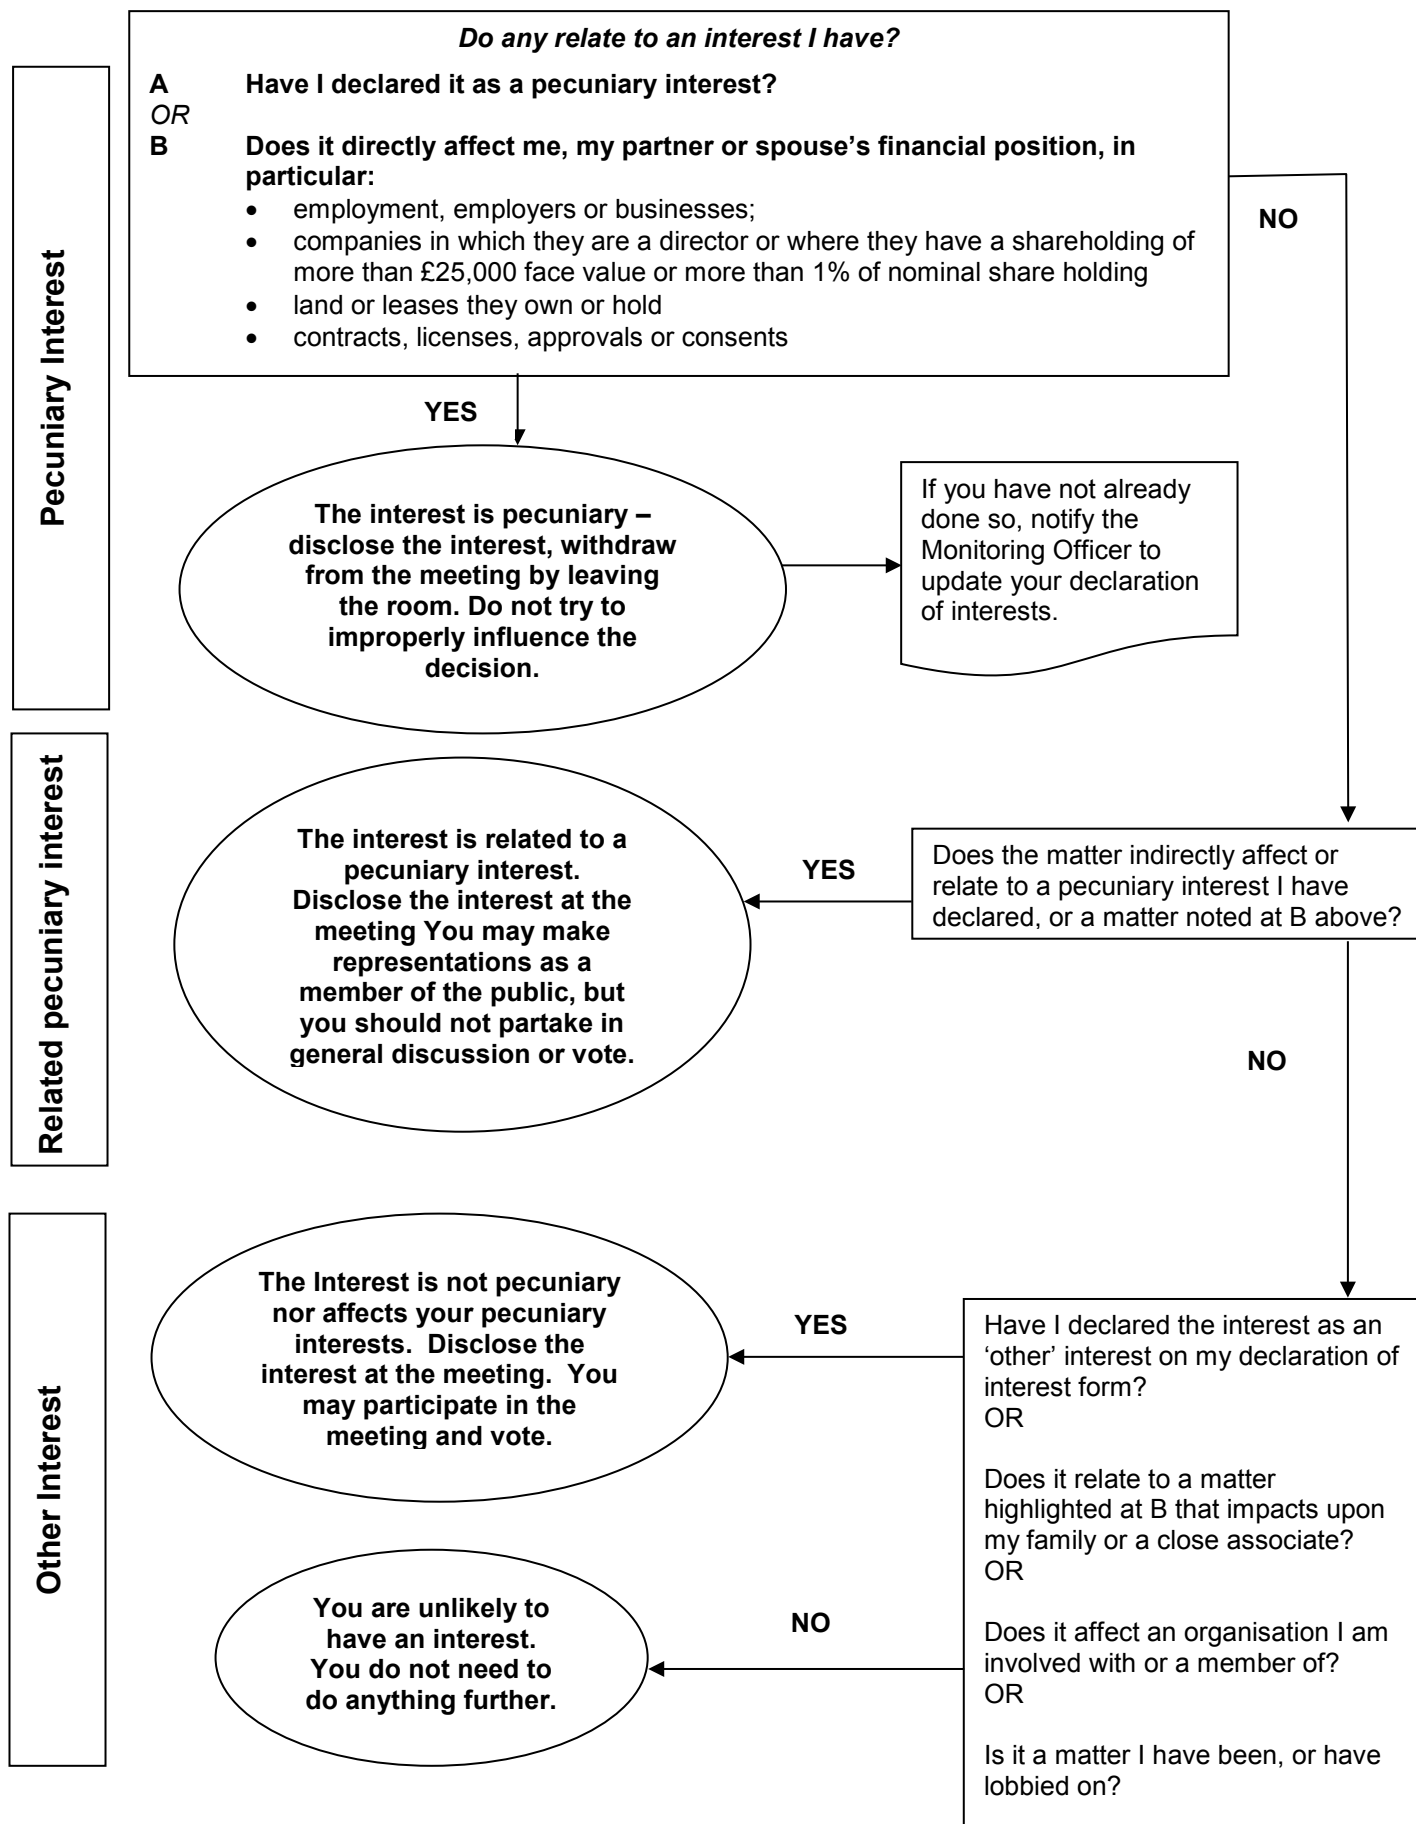 Do any relate to an interest I have?
A Have I declared it as a pecuniary interest?
OR
B Does it directly affect me, my partner or spouse's financial position, in
particular:
• employment, employers or businesses;
• companies in which they are a director or where they have a shareholding of
more than £25,000 face value or more than 1% of nominal share holding
• land or leases they own or hold
• contracts, licenses, approvals or consents
NO
Pecuniary Interest
YES
The interest is pecuniary –
disclose the interest, withdraw
from the meeting by leaving
the room. Do not try to
improperly influence the
decision.
If you have not already
done so, notify the
Monitoring Officer to
update your declaration
of interests.
Related pecuniary interest
The interest is related to a
pecuniary interest.
Disclose the interest at the
meeting You may make
representations as a
member of the public, but
you should not partake in
general discussion or vote.
YES
Does the matter indirectly affect or
relate to a pecuniary interest I have
declared, or a matter noted at B above?
NO
Other Interest
The Interest is not pecuniary
nor affects your pecuniary
interests. Disclose the
interest at the meeting. You
may participate in the
meeting and vote.
YES
Have I declared the interest as an
‘other’ interest on my declaration of
interest form?
OR
Does it relate to a matter
highlighted at B that impacts upon
my family or a close associate?
OR
Does it affect an organisation I am
involved with or a member of?
OR
Is it a matter I have been, or have
lobbied on?
NO
You are unlikely to
have an interest.
You do not need to
do anything further.